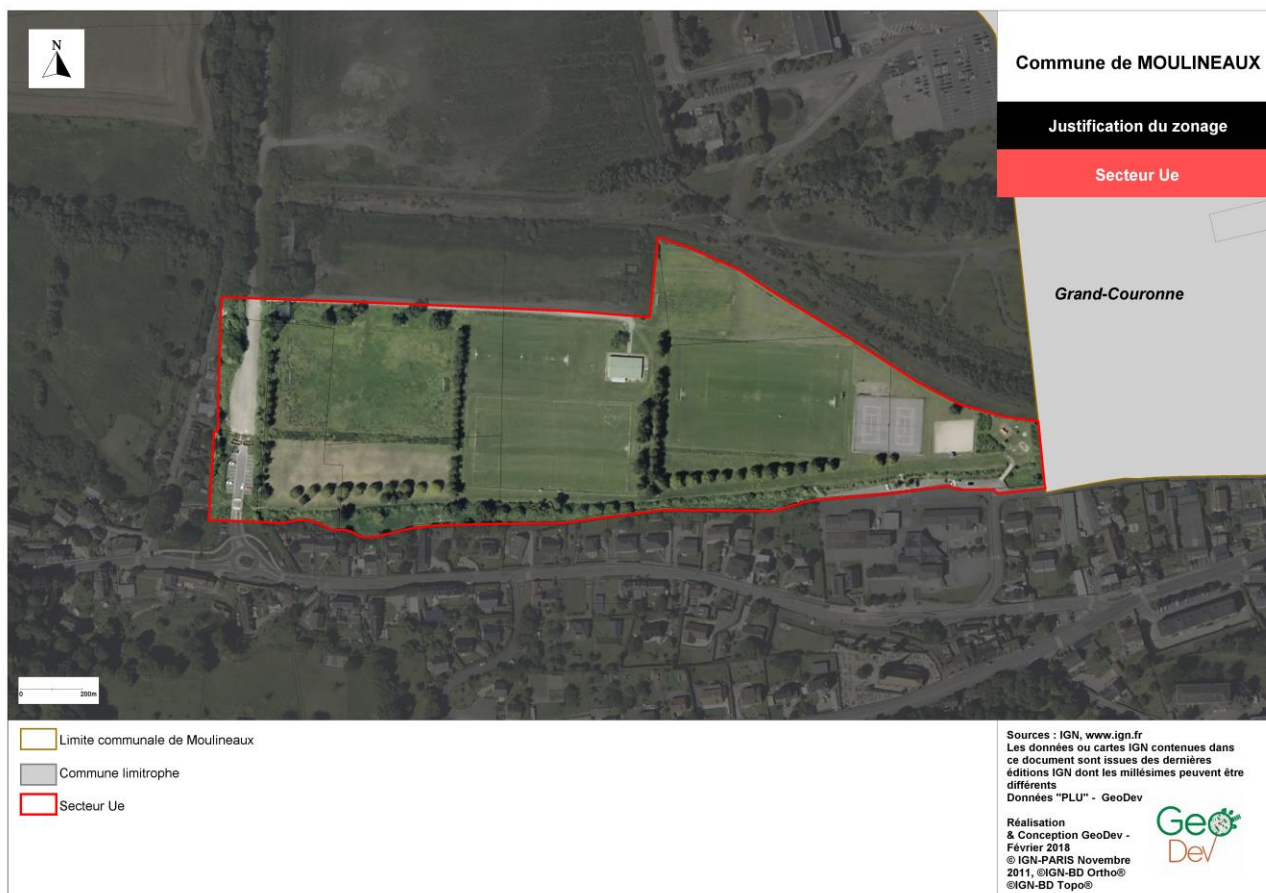 N
Commune de MOULINEAUX
Justification du zonage
Secteur Ue
Grand-Couronne
0 200m
Limite communale de Moulineaux
Commune limitrophe
Secteur Ue
Sources : IGN, www.ign.fr
Les données ou cartes IGN contenues dans
ce document sont issues des dernières
éditions IGN dont les millésimes peuvent être
différents
Données "PLU" - GeoDev
Réalisation
& Conception GeoDev -
Février 2018
© IGN-PARIS Novembre
2011, ©IGN-BD Ortho®
©IGN-BD Topo®
Geo
Dev